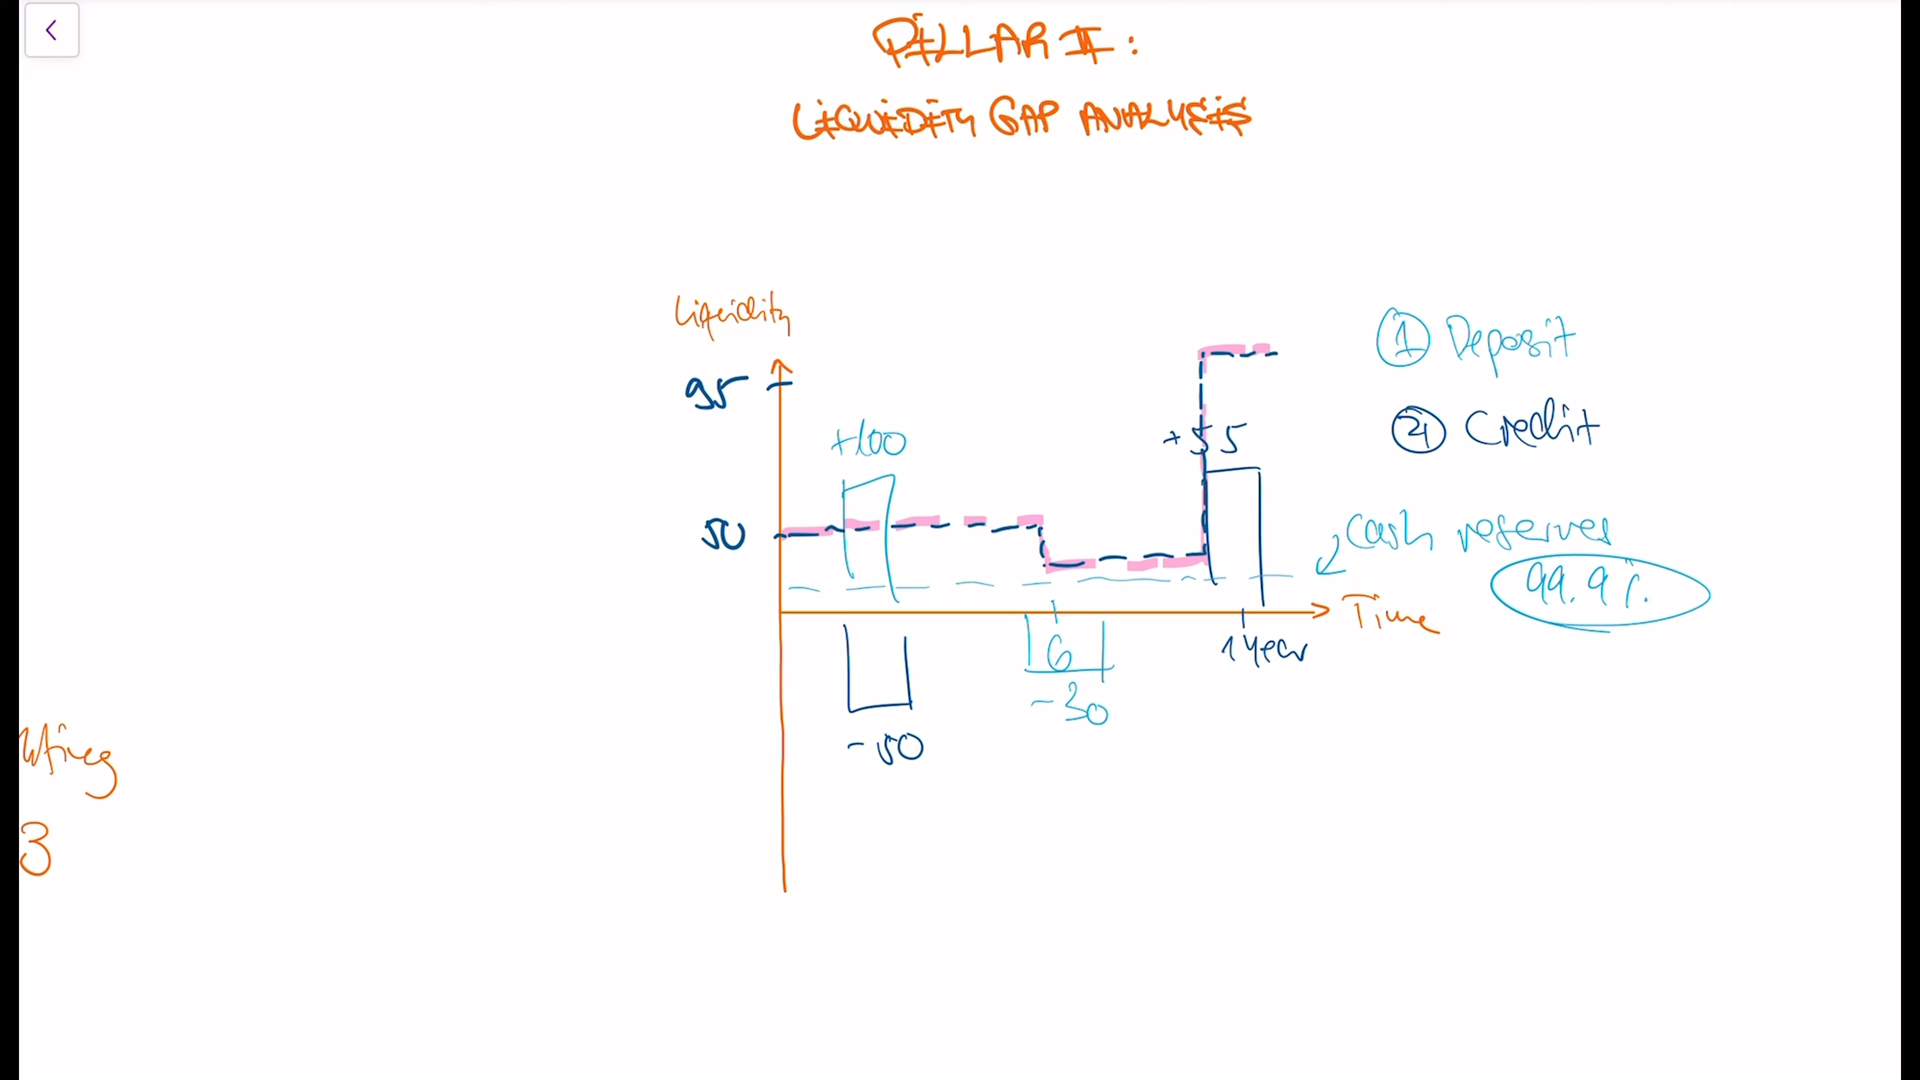 PILLAR II :
LIQUIDITY GAP ANALYSIS
Liquidity
95
+100
+55
50
① Deposit
② Credit
Cash reserves
99.9%
Time
6
1 year
-30
-50
3